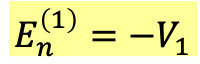 $E_n^{(1)} = -V_1$